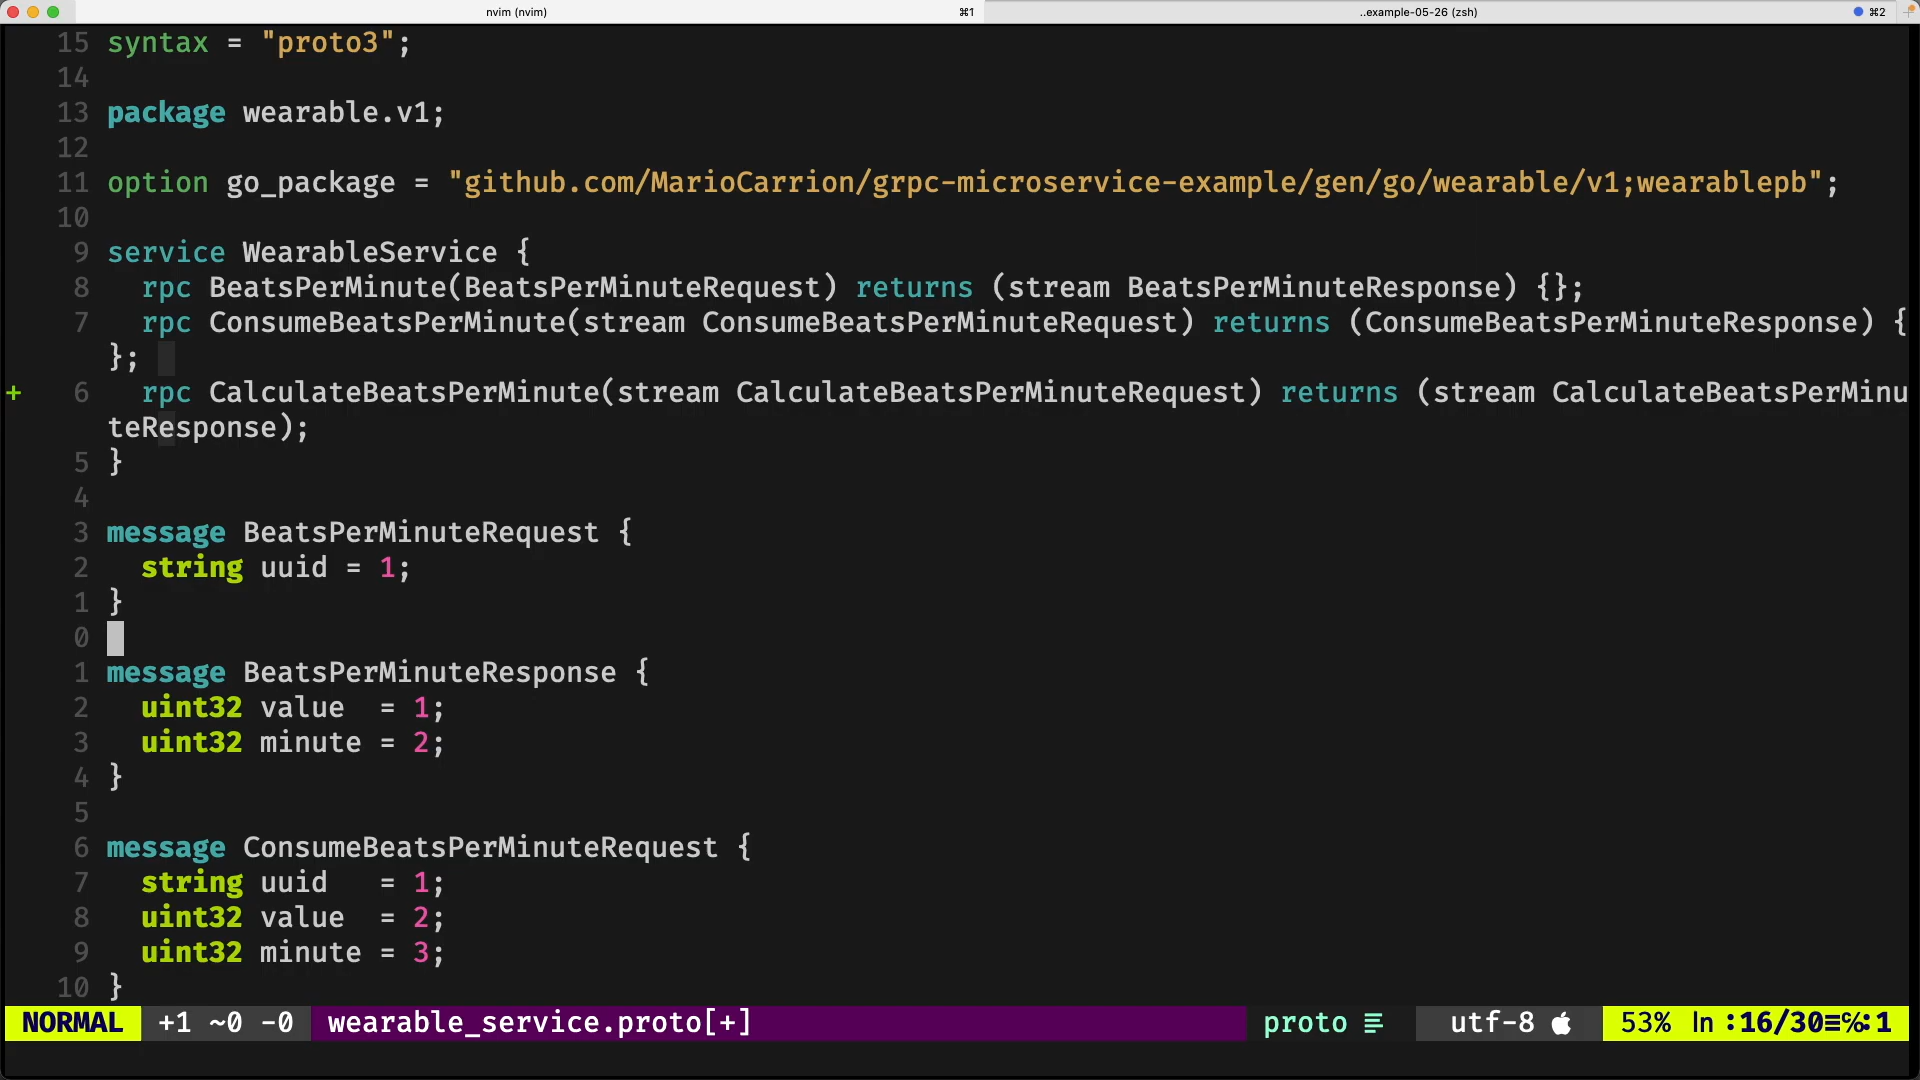 nvim (nvim) ⌘1 ..example-05-26 (zsh) ⌘2
15 syntax = "proto3";
14
13 package wearable.v1;
12
11 option go_package = "github.com/MarioCarrion/grpc-microservice-example/gen/go/wearable/v1;wearablepb";
10
9 service WearableService {
8 rpc BeatsPerMinute(BeatsPerMinuteRequest) returns (stream BeatsPerMinuteResponse) {};
7 rpc ConsumeBeatsPerMinute(stream ConsumeBeatsPerMinuteRequest) returns (ConsumeBeatsPerMinuteResponse) {
};
+ 6 rpc CalculateBeatsPerMinute(stream CalculateBeatsPerMinuteRequest) returns (stream CalculateBeatsPerMinu
teResponse);
5 }
4
3 message BeatsPerMinuteRequest {
2 string uuid = 1;
1 }
0
1 message BeatsPerMinuteResponse {
2 uint32 value = 1;
3 uint32 minute = 2;
4 }
5
6 message ConsumeBeatsPerMinuteRequest {
7 string uuid = 1;
8 uint32 value = 2;
9 uint32 minute = 3;
10 }
NORMAL +1 ~0 -0 wearable_service.proto[+] proto utf-8 53% ln :16/30≡℅:1